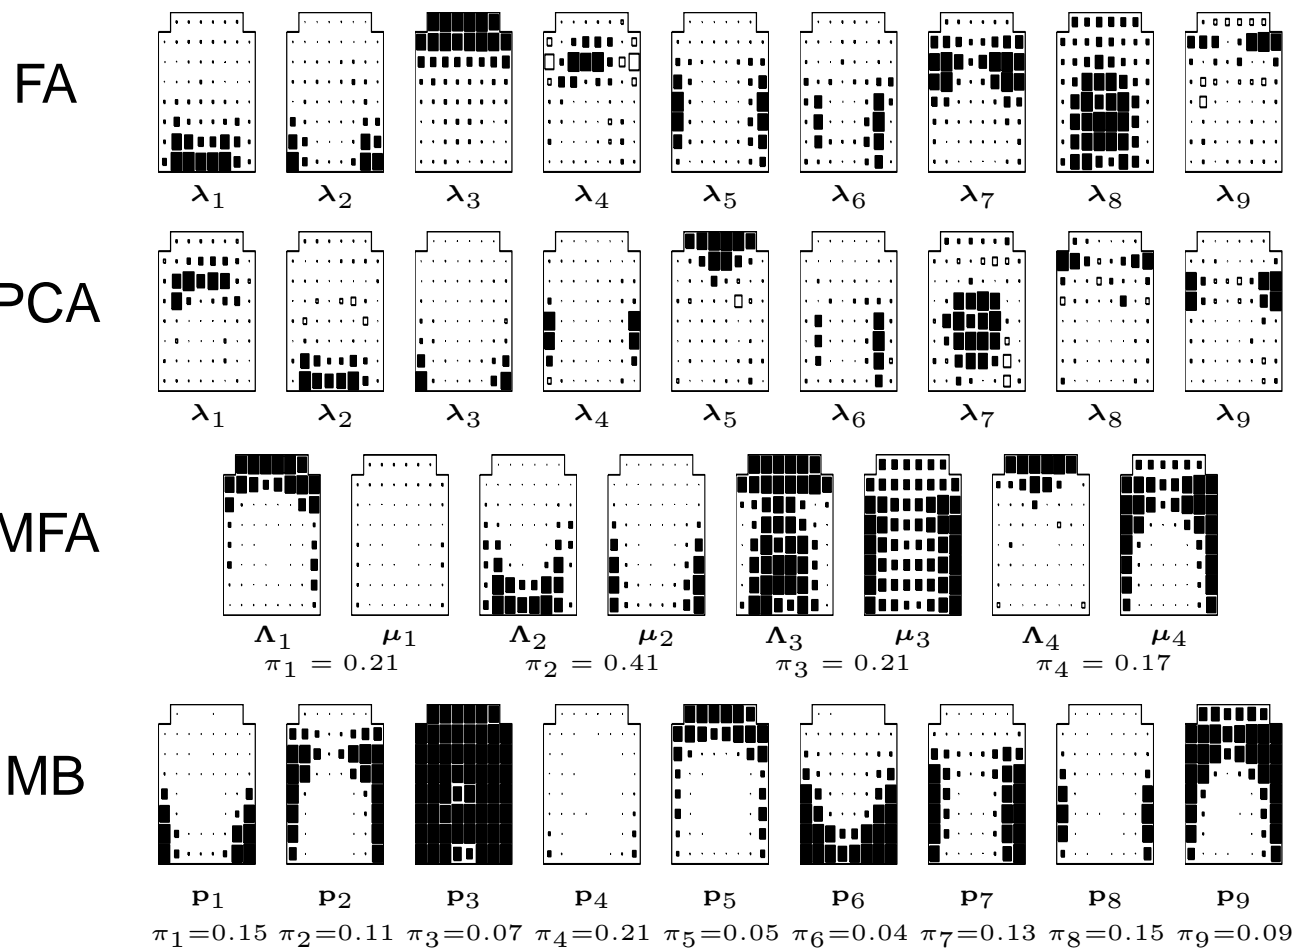 FA
λ1 λ2 λ3 λ4 λ5 λ6 λ7 λ8 λ9
PCA
λ1 λ2 λ3 λ4 λ5 λ6 λ7 λ8 λ9
MFA
Λ1 μ1 Λ2 μ2 Λ3 μ3 Λ4 μ4
π1 = 0.21 π2 = 0.41 π3 = 0.21 π4 = 0.17
MB
p1 p2 p3 p4 p5 p6 p7 p8 p9
π1=0.15 π2=0.11 π3=0.07 π4=0.21 π5=0.05 π6=0.04 π7=0.13 π8=0.15 π9=0.09